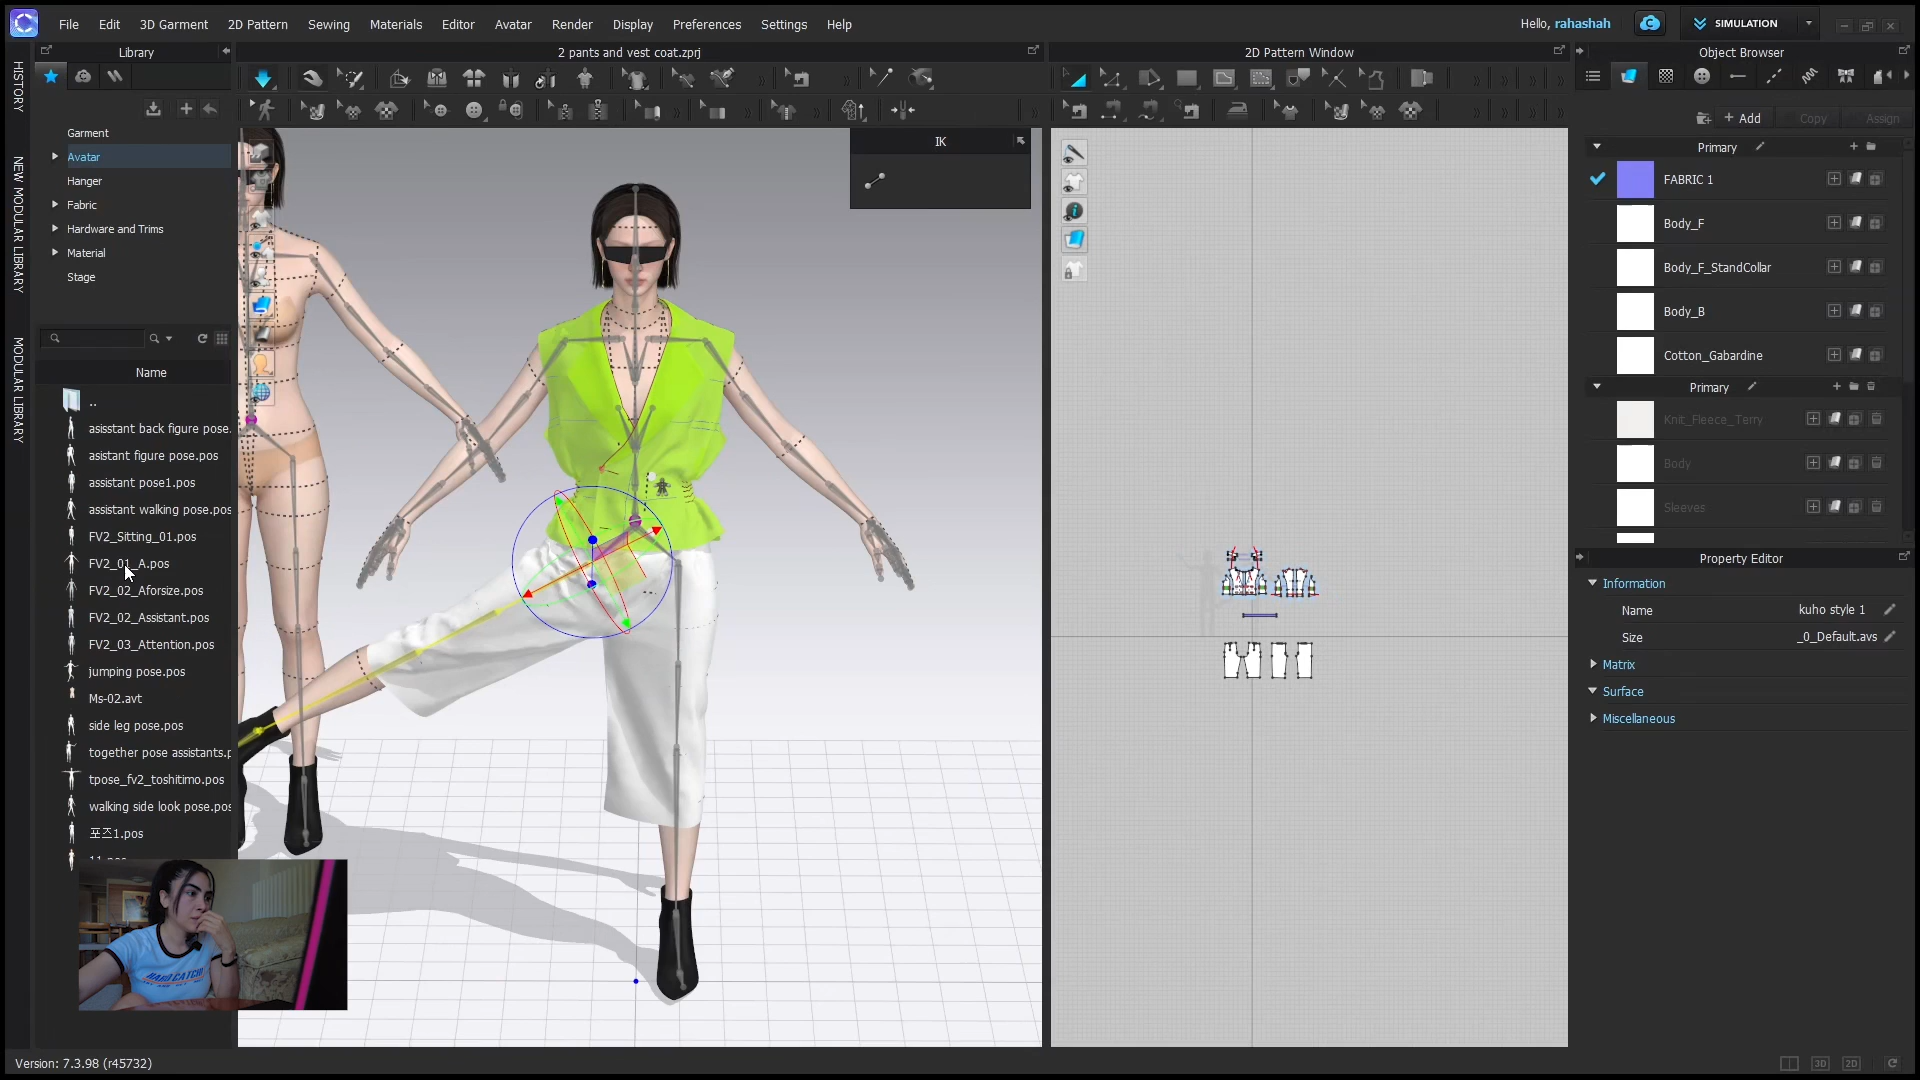 File Edit 3D Garment 2D Pattern Sewing Materials Editor Avatar Render Display Preferences Settings Help
Hello, rahashah
SIMULATION
Library
HISTORY
NEW MODULAR LIBRARY
MODULAR LIBRARY
Garment
Avatar
Hanger
Fabric
Hardware and Trims
Material
Stage
Name
..
asisstant back figure pose.
asistant figure pose.pos
assistant pose1.pos
assistant walking pose.pos
FV2_Sitting_01.pos
FV2_01_A.pos
FV2_02_Aforsize.pos
FV2_02_Assistant.pos
FV2_03_Attention.pos
jumping pose.pos
Ms-02.avt
side leg pose.pos
together pose assistants.p
tpose_fv2_toshitimo.pos
walking side look pose.pos
포즈1.pos
Version: 7.3.98 (r45732)
2 pants and vest coat.zprj
IK
2D Pattern Window
Object Browser
+ Add Copy Assign
Primary
FABRIC 1
Body_F
Body_F_StandCollar
Body_B
Cotton_Gabardine
Primary
Knit_Fleece_Terry
Body
Sleeves
Property Editor
Information
Name kuho style 1
Size _0_Default.avs
Matrix
Surface
Miscellaneous
3D 2D